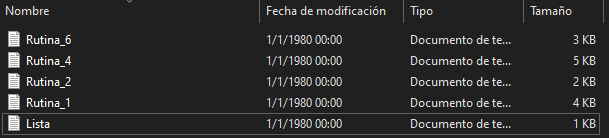 Nombre Fecha de modificación Tipo Tamaño
Rutina_6 1/1/1980 00:00 Documento de te... 3 KB
Rutina_4 1/1/1980 00:00 Documento de te... 5 KB
Rutina_2 1/1/1980 00:00 Documento de te... 2 KB
Rutina_1 1/1/1980 00:00 Documento de te... 4 KB
Lista 1/1/1980 00:00 Documento de te... 1 KB